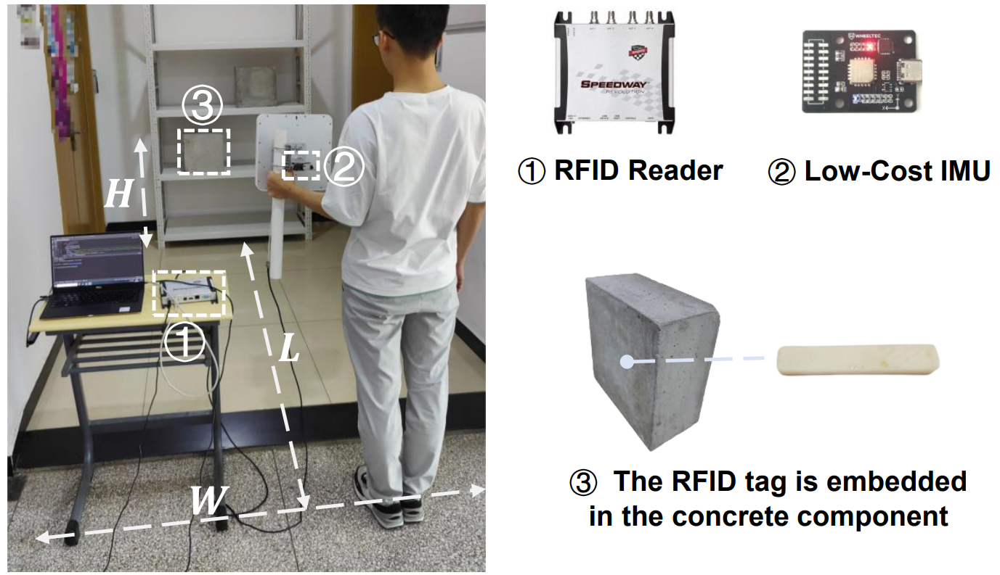 ③
②
H
①
L
W
SPEEDWAY
REVOLUTION
WHEELTEC
① RFID Reader
② Low-Cost IMU
③ The RFID tag is embedded
in the concrete component